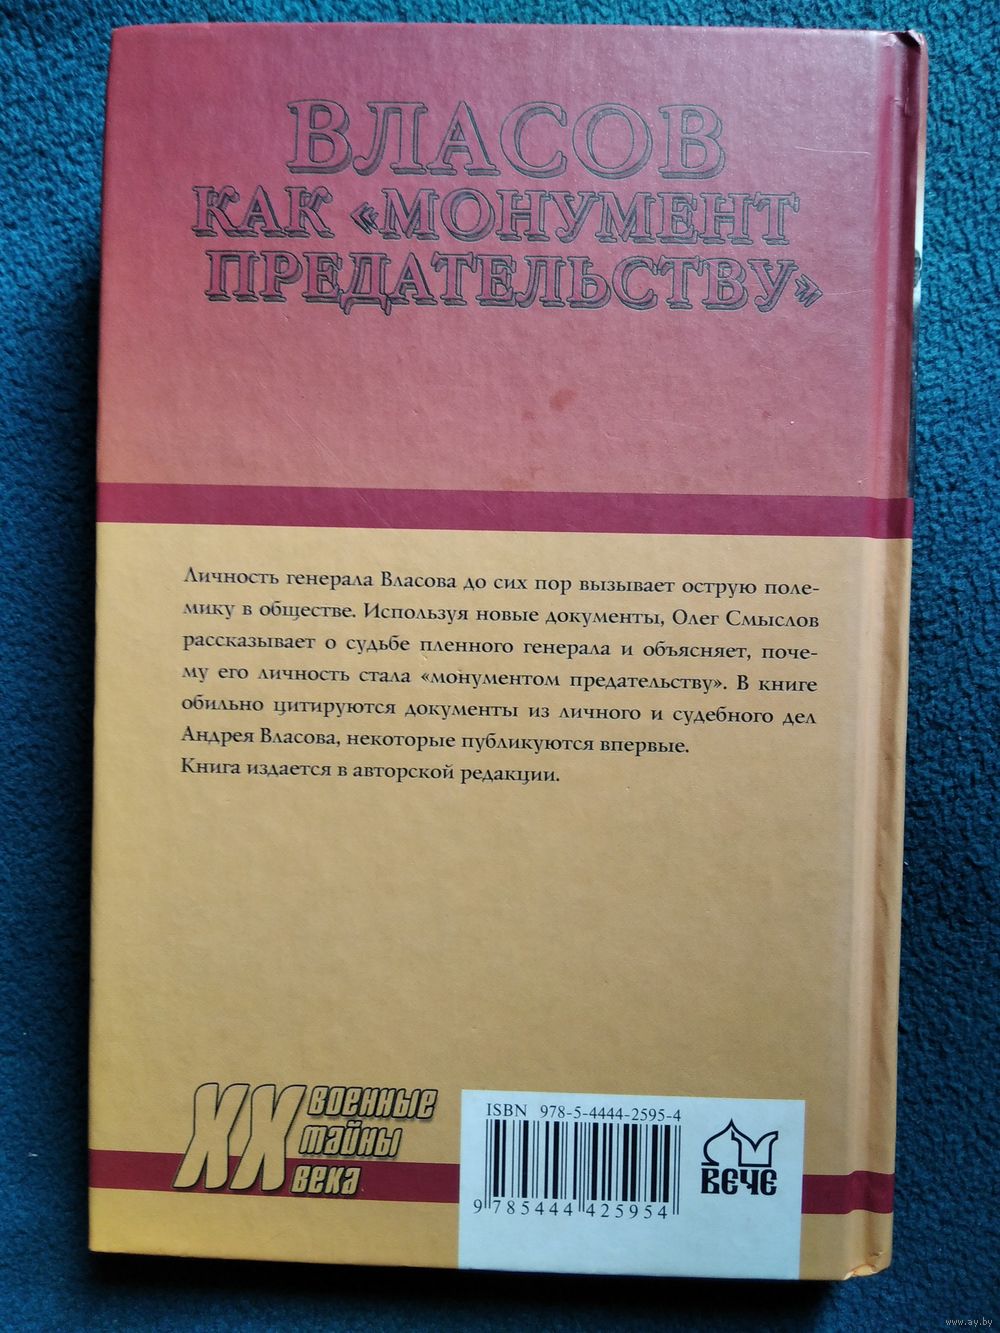 ВЛАСОВ
КАК «МОНУМЕНТ
ПРЕДАТЕЛЬСТВУ»
Личность генерала Власова до сих пор вызывает острую поле-
мику в обществе. Используя новые документы, Олег Смыслов
рассказывает о судьбе пленного генерала и объясняет, поче-
му его личность стала «монументом предательству». В книге
обильно цитируются документы из личного и судебного дел
Андрея Власова, некоторые публикуются впервые.
Книга издается в авторской редакции.
XX ВОЕННЫЕ
ТАЙНЫ
ВЕКА
ISBN 978-5-4444-2595-4
9 785444 425954
ВЕЧЕ
www.ay.by